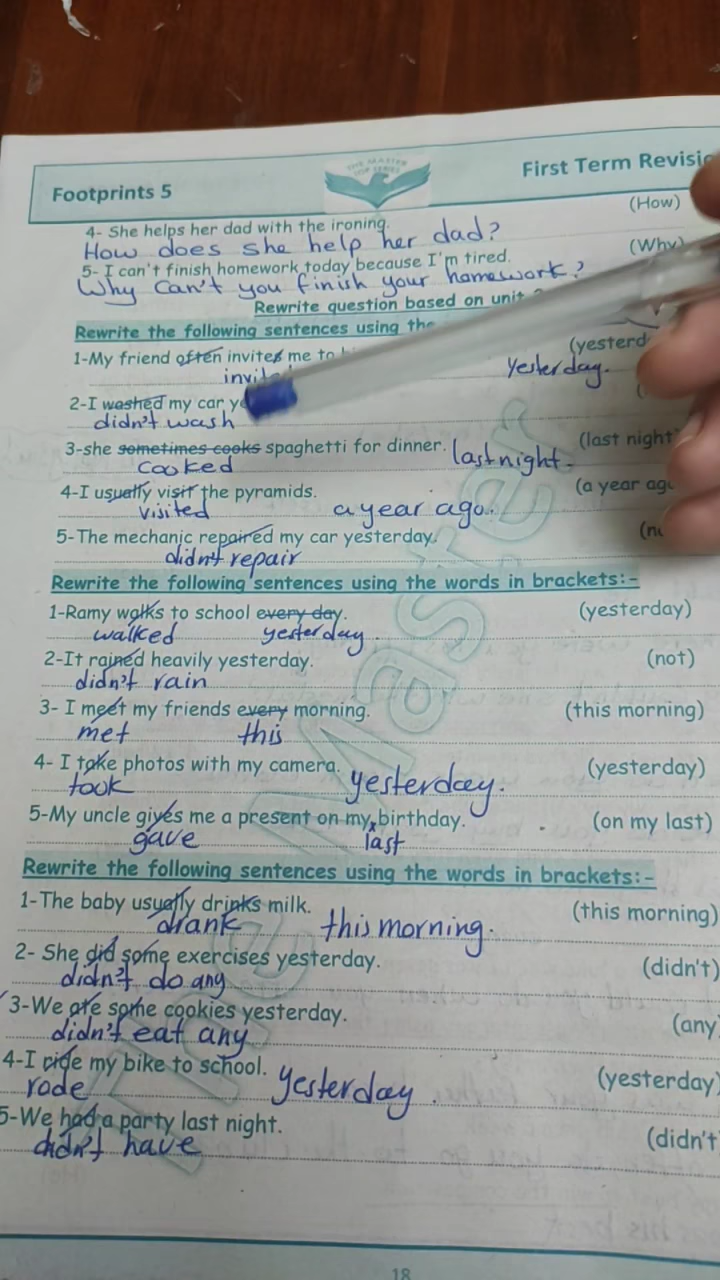 THE MASTER
TOP SERIES
Footprints 5 First Term
4- She helps her dad with the ironing. (How)
How does she help her dad?
5- I can't finish homework today because I'm tired. (Why)
Why can't you finish your homework?
Rewrite question based on unit
Rewrite the following sentences using the
1-My friend often invites me to
Yesterday.
2-I washed my car
didn't wash
3-she sometimes cooks spaghetti for dinner. last night. (last night)
cooked
4-I usually visit the pyramids. (a year
visited a year ago..
5-The mechanic repaired my car yesterday.
didn't repair
Rewrite the following sentences using the words in brackets:-
1-Ramy walks to school every day. (yesterday)
walked yesterday.
2-It rained heavily yesterday. (not)
didn't rain
3- I meet my friends every morning. (this morning)
met this
4- I take photos with my camera. yesterday. (yesterday)
took
5-My uncle gives me a present on my birthday. (on my last)
gave last
Rewrite the following sentences using the words in brackets:-
1-The baby usually drinks milk. (this morning)
drank this morning.
2- She did some exercises yesterday. (didn't)
didn't do any
3-We ate some cookies yesterday. (any
didn't eat any
4-I ride my bike to school. (yesterday)
rode yesterday.
5-We had a party last night. (didn't
didn't have
The Master
18